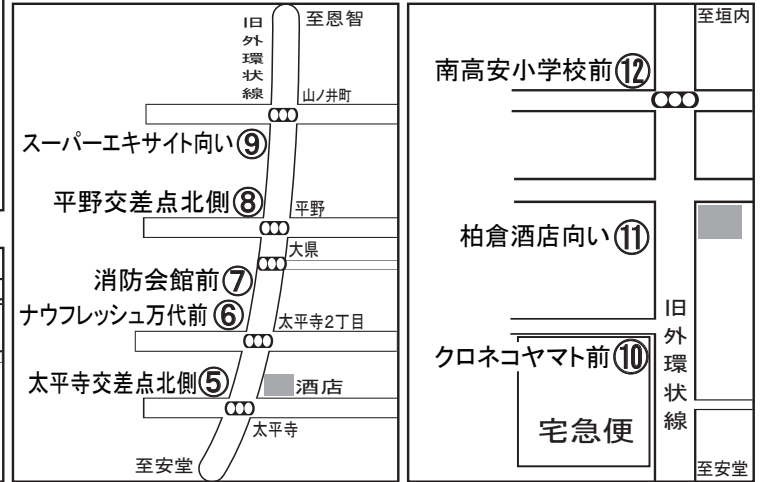 旧外環状線
至恩智
山ノ井町
スーパーエキサイト向い⑨
平野交差点北側⑧
平野
大県
消防会館前⑦
ナウフレッシュ万代前⑥
太平寺2丁目
太平寺交差点北側⑤
酒店
太平寺
至安堂
至垣内
南高安小学校前⑫
柏倉酒店向い⑪
旧外環状線
クロネコヤマト前⑩
宅急便
至安堂